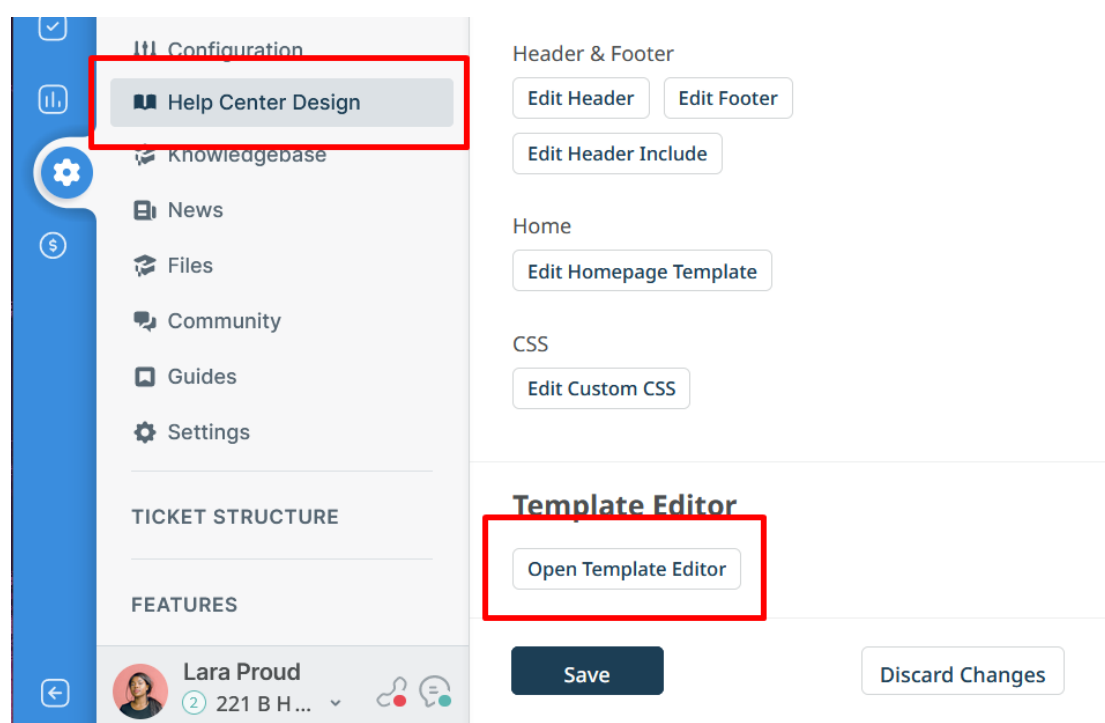 Configuration
Help Center Design
Knowledgebase
News
Files
Community
Guides
Settings
TICKET STRUCTURE
FEATURES
Lara Proud
2 221 B H ...
Header & Footer
Edit Header Edit Footer
Edit Header Include
Home
Edit Homepage Template
CSS
Edit Custom CSS
Template Editor
Open Template Editor
Save Discard Changes